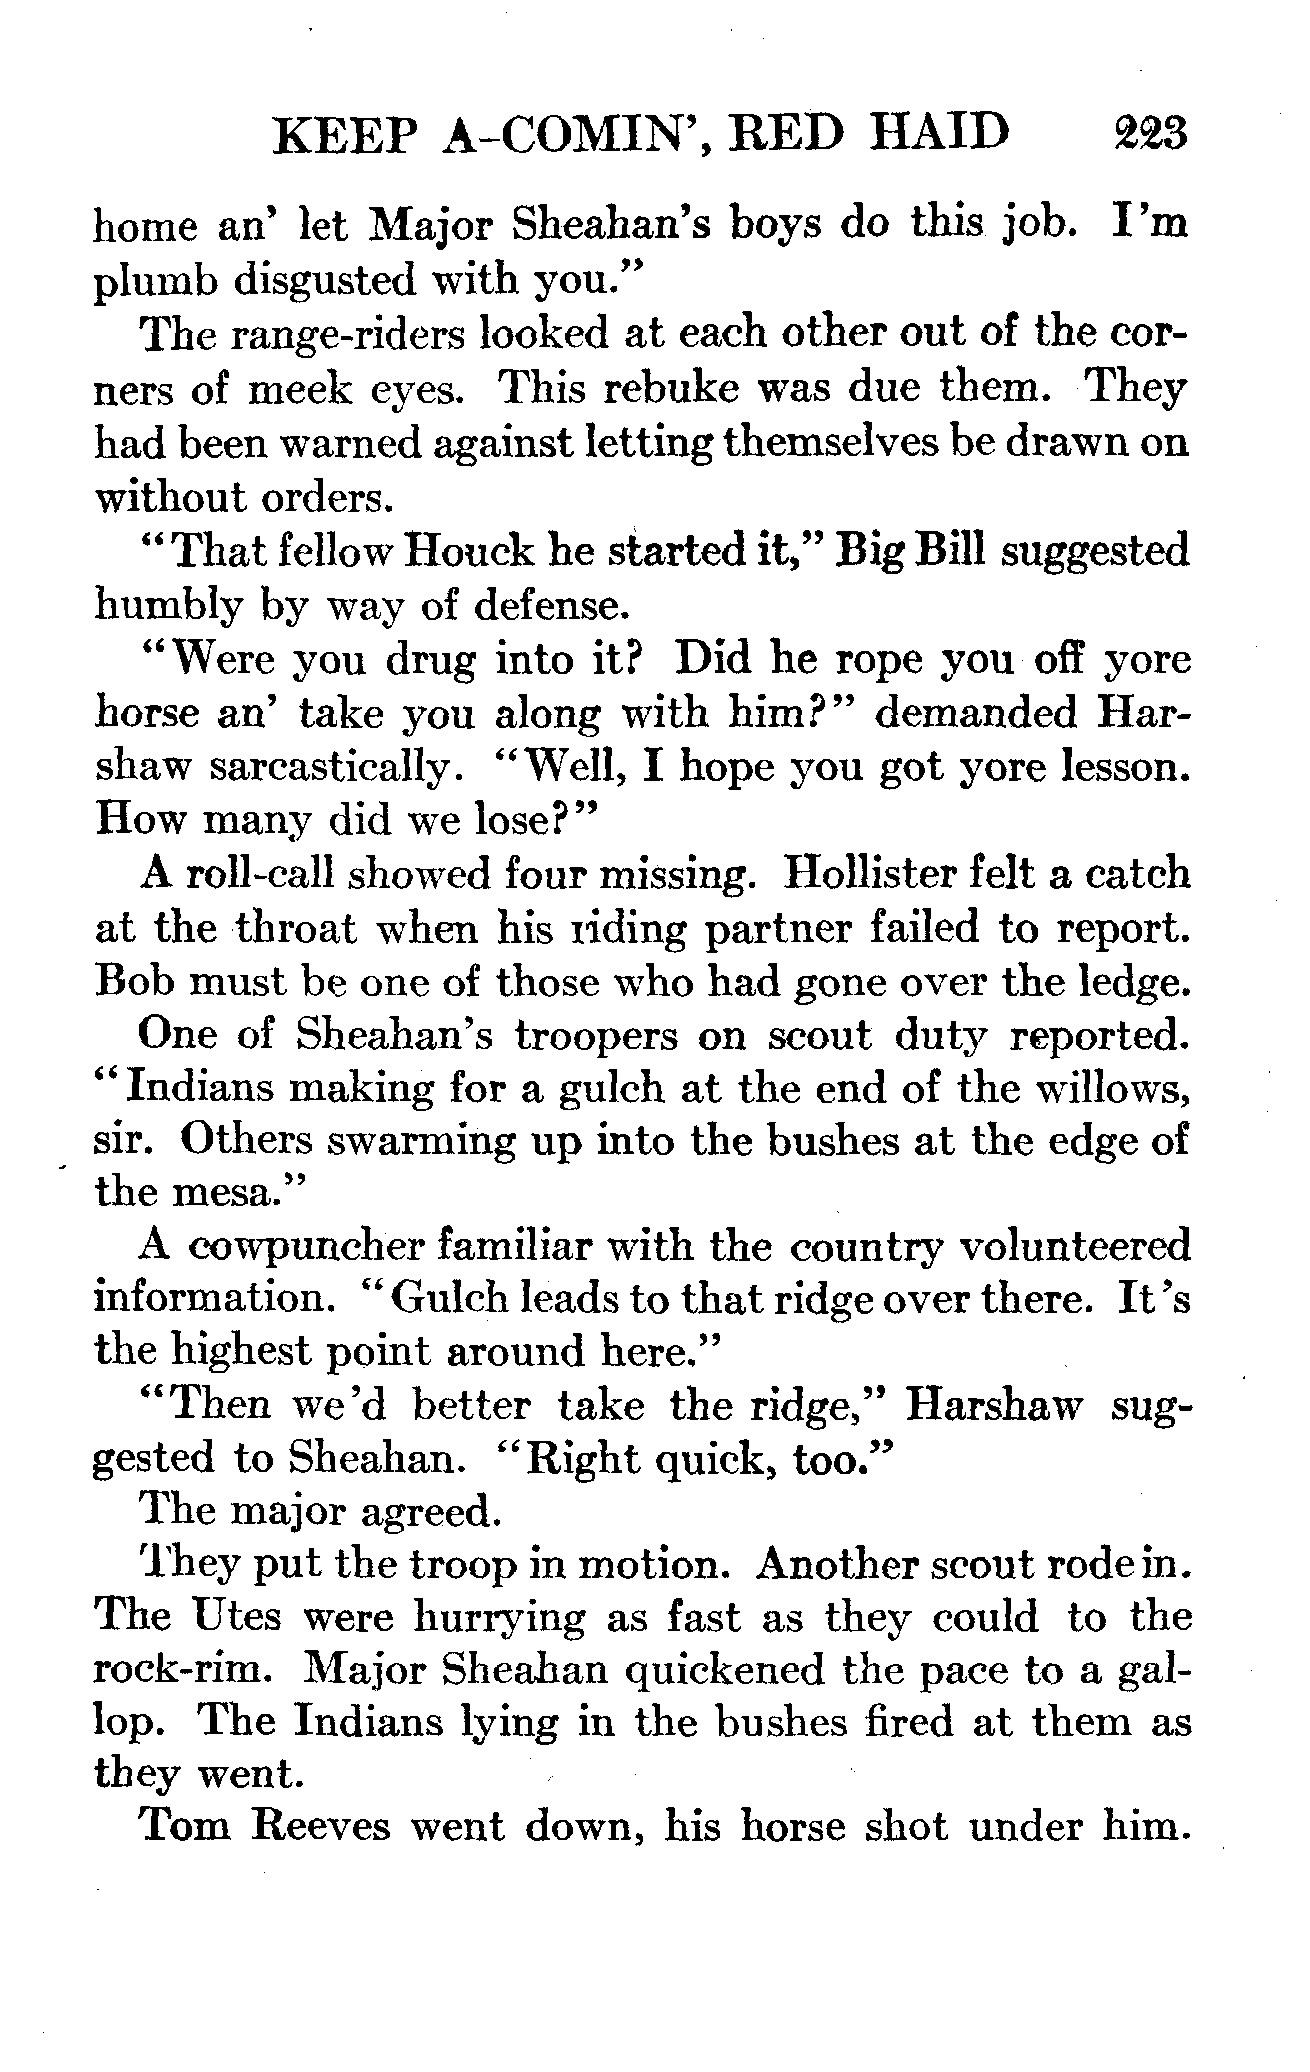 KEEP A-COMIN’, RED HAID 223
home an’ let Major Sheahan’s boys do this job. I’m
plumb disgusted with you.”
The range-riders looked at each other out of the cor-
ners of meek eyes. This rebuke was due them. They
had been warned against letting themselves be drawn on
without orders.
“That fellow Houck he started it,” Big Bill suggested
humbly by way of defense.
“Were you drug into it? Did he rope you off yore
horse an’ take you along with him?” demanded Har-
shaw sarcastically. “Well, I hope you got yore lesson.
How many did we lose?”
A roll-call showed four missing. Hollister felt a catch
at the throat when his riding partner failed to report.
Bob must be one of those who had gone over the ledge.
One of Sheahan’s troopers on scout duty reported.
“Indians making for a gulch at the end of the willows,
sir. Others swarming up into the bushes at the edge of
the mesa.”
A cowpuncher familiar with the country volunteered
information. “Gulch leads to that ridge over there. It’s
the highest point around here.”
“Then we’d better take the ridge,” Harshaw sug-
gested to Sheahan. “Right quick, too.”
The major agreed.
They put the troop in motion. Another scout rode in.
The Utes were hurrying as fast as they could to the
rock-rim. Major Sheahan quickened the pace to a gal-
lop. The Indians lying in the bushes fired at them as
they went.
Tom Reeves went down, his horse shot under him.